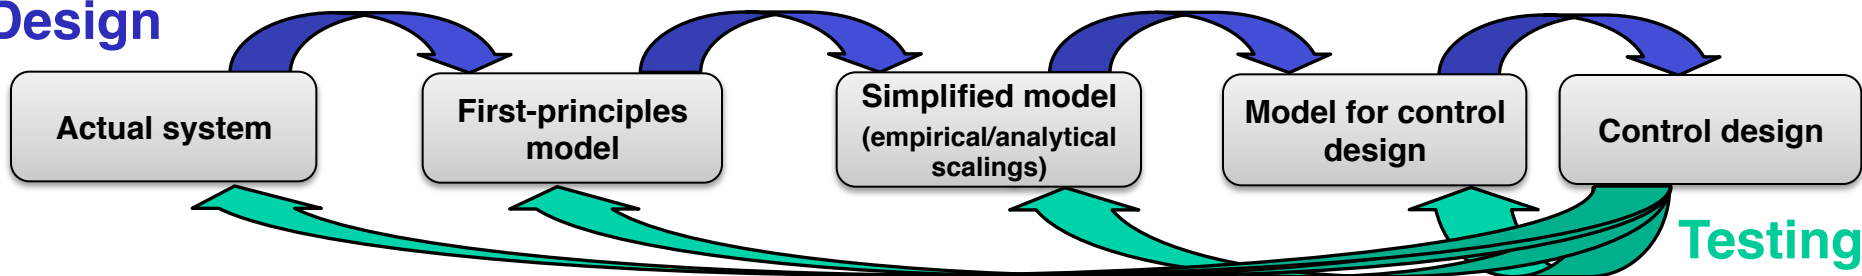 Design
Actual system
First-principles
model
Simplified model
(empirical/analytical
scalings)
Model for control
design
Control design
Testing